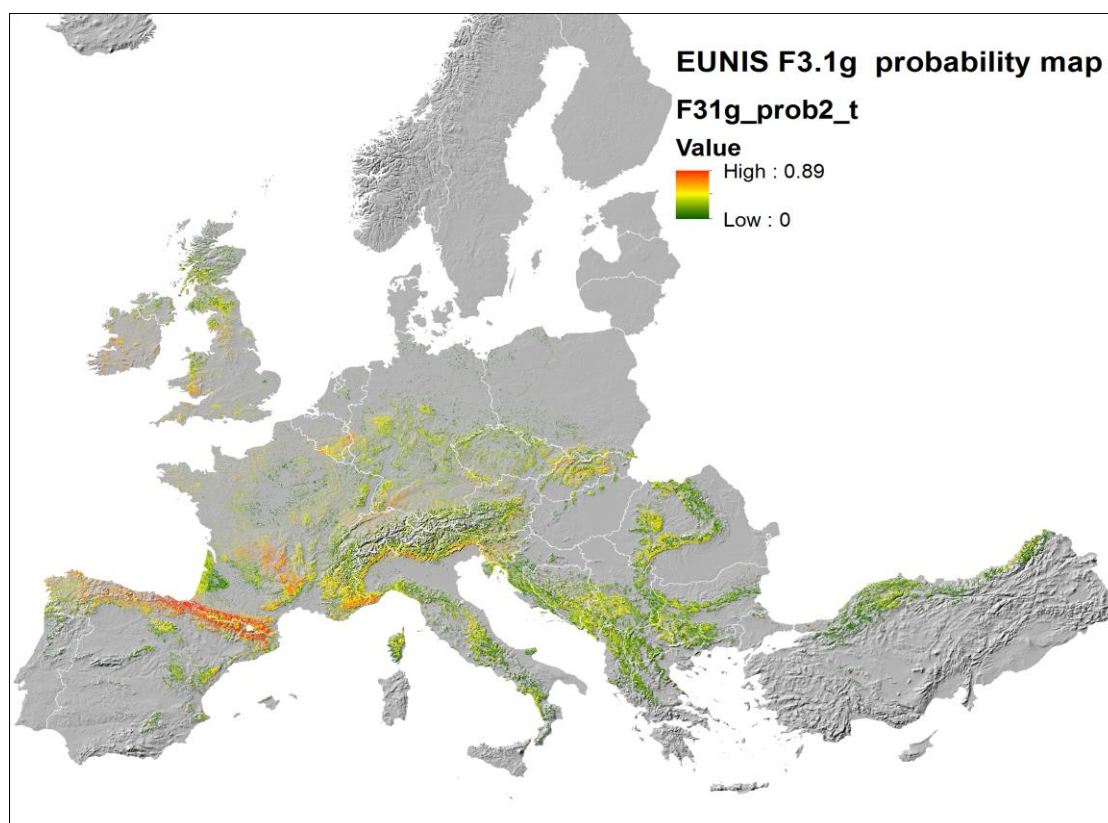 EUNIS F3.1g  probability map
F31g_prob2_t
Value
High : 0.89
Low : 0